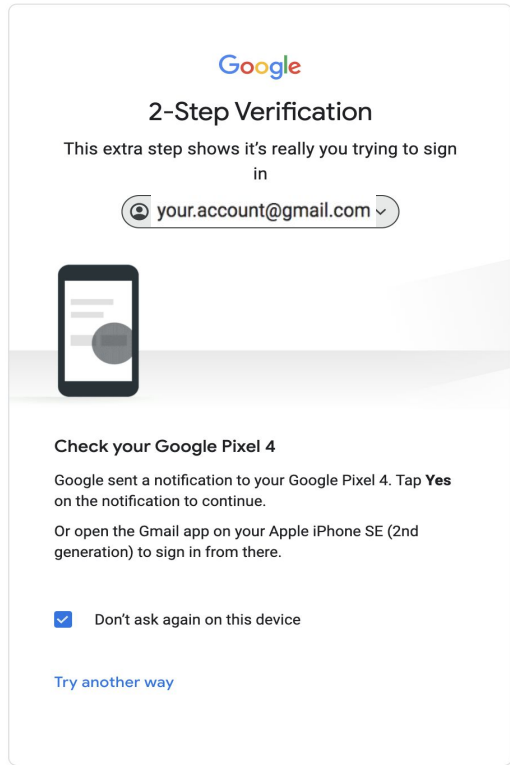 Google
2-Step Verification
This extra step shows it's really you trying to sign
in
your.account@gmail.com
Check your Google Pixel 4
Google sent a notification to your Google Pixel 4. Tap Yes
on the notification to continue.
Or open the Gmail app on your Apple iPhone SE (2nd
generation) to sign in from there.
Don't ask again on this device
Try another way